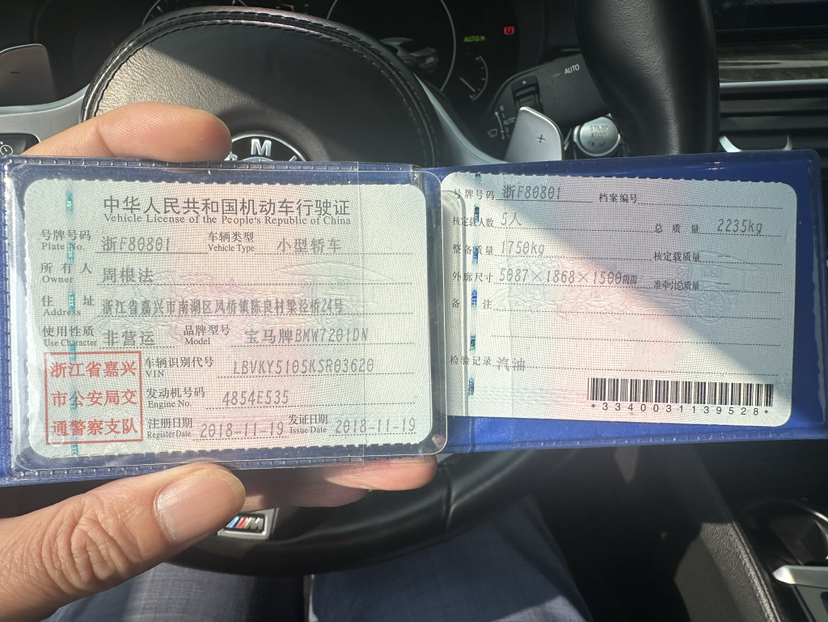 中华人民共和国机动车行驶证
Vehicle License of the People's Republic of China
号牌号码 浙F80801 车辆类型 小型轿车
Plate No. Vehicle Type
所有人 周根法
Owner
住址 浙江省嘉兴市南湖区凤桥镇陈良村梁泾桥24号
Address
使用性质 非营运 品牌型号 宝马牌BMW7201DN
Use Character Model
浙江省嘉兴
市公安局交
通警察支队
车辆识别代号 LBVKY5105KSR03620
VIN
发动机号码 4854E535
Engine No.
注册日期 2018-11-19 发证日期 2018-11-19
Register Date Issue Date
号牌号码 浙F80801 档案编号
核定载人数 5人 总质量 2235kg
整备质量 1750kg 核定载质量 --
外廓尺寸 5087×1868×1500mm 准牵引总质量 --
备注
检验记录 汽油
*3340031139528*
AUTO
AUTO
START
M
M
+